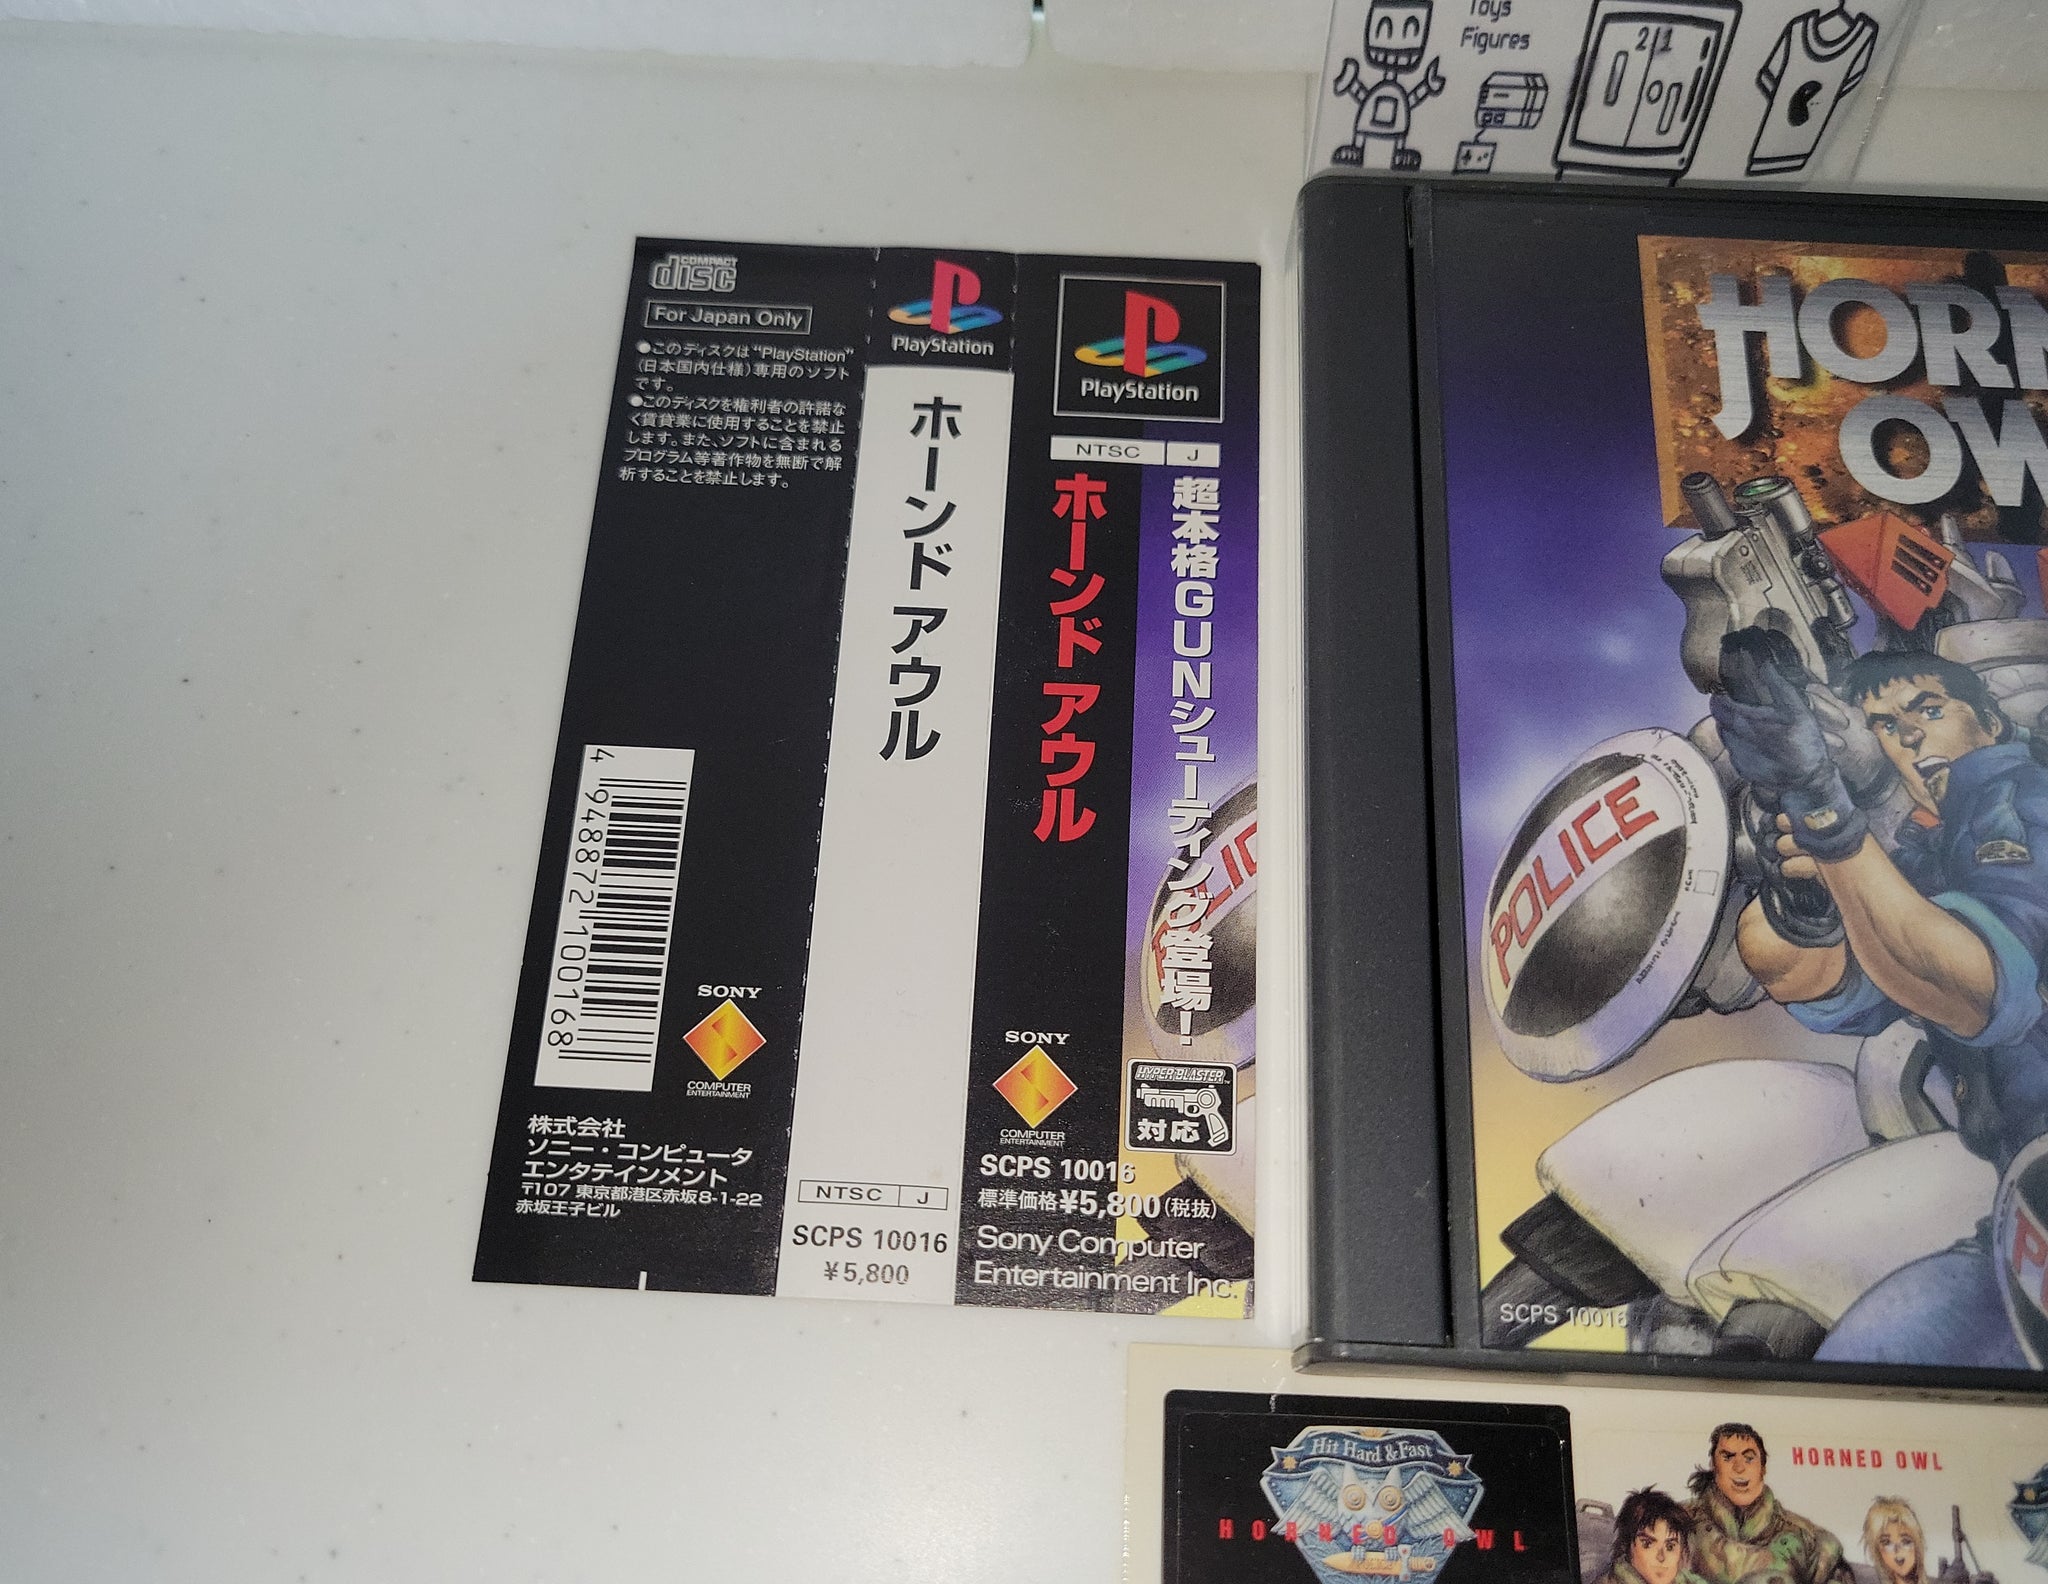 Toys
Figures
21
COMPACT
disc
For Japan Only
●このディスクは“PlayStation”
(日本国内仕様)専用のソフト
です。
●このディスクを権利者の許諾な
く賃貸業に使用することを禁止
します。また、ソフトに含まれる
プログラム等著作物を無断で解
析することを禁止します。
4 948872 100168
SONY
COMPUTER
ENTERTAINMENT
株式会社
ソニー・コンピュータ
エンタテインメント
〒107 東京都港区赤坂8-1-22
赤坂王子ビル
PlayStation
ホーンド アウル
NTSC J
SCPS 10016
¥5,800
PlayStation
NTSC J
ホーンド アウル
超本格GUNシューティング登場!
POLICE
HYPER BLASTER
対応
SONY
COMPUTER
ENTERTAINMENT
SCPS 10016
標準価格¥5,800(税抜)
Sony Computer
Entertainment Inc.
HORN
OW
POLICE
SCPS 10016
Hit Hard & Fast
HORNED OWL
HORNED OWL